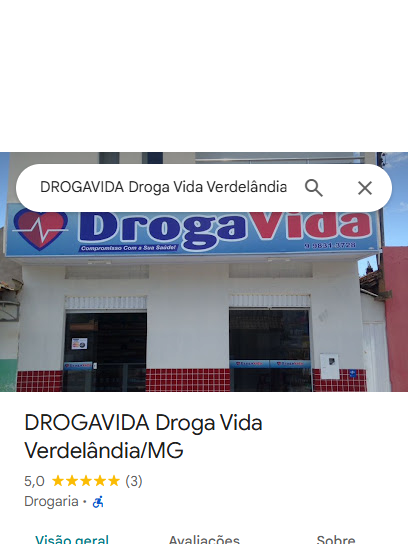 DROGAVIDA Droga Vida Verdelândia
DrogaVida
Compromisso Com a Sua Saúde!
DROGAVIDA Droga Vida
Verdelândia/MG
5,0 (3)
Drogaria ·
Visão geral Avaliações Sobre